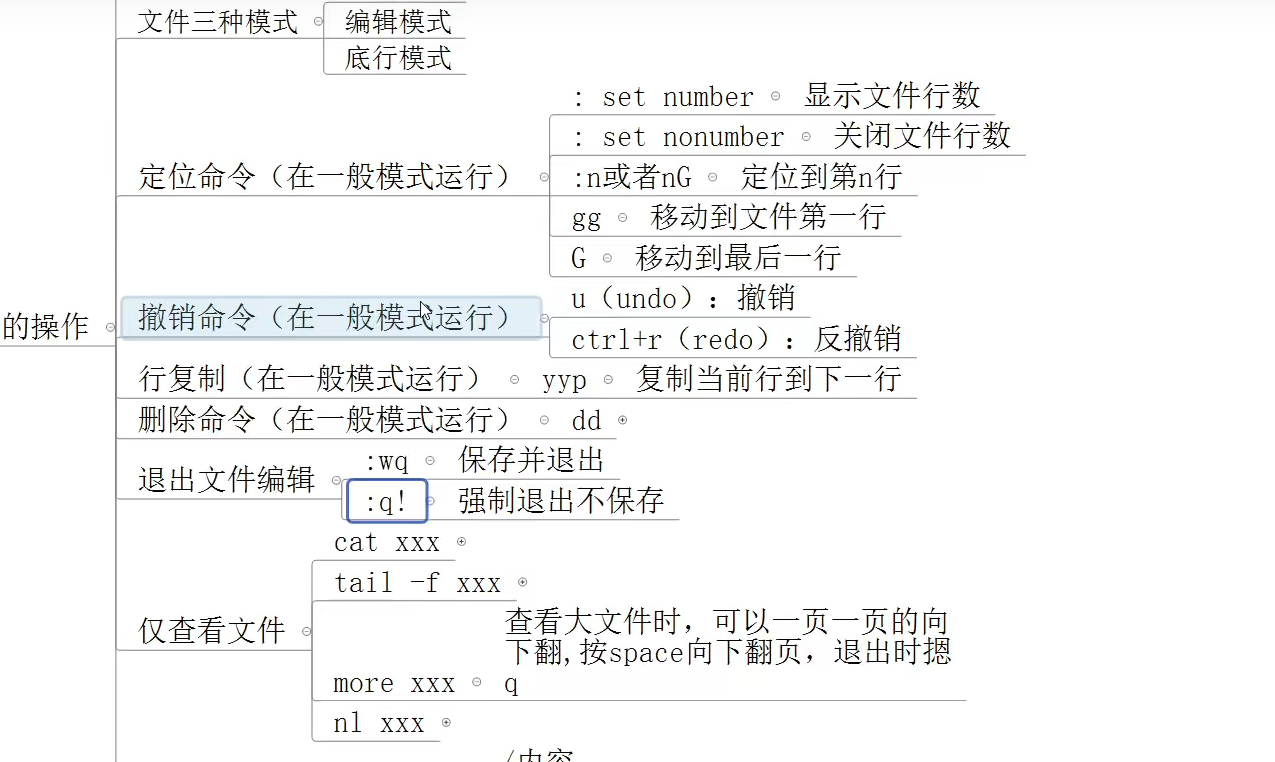 文件三种模式
编辑模式
底行模式
定位命令（在一般模式运行）
: set number
显示文件行数
: set nonumber
关闭文件行数
:n或者nG
定位到第n行
gg
移动到文件第一行
G
移动到最后一行
的操作
撤销命令（在一般模式运行）
u（undo）：撤销
ctrl+r（redo）：反撤销
行复制（在一般模式运行）
yyp
复制当前行到下一行
删除命令（在一般模式运行）
dd
退出文件编辑
:wq
保存并退出
:q!
强制退出不保存
仅查看文件
cat xxx
tail -f xxx
more xxx
查看大文件时，可以一页一页的向
下翻,按space向下翻页，退出时摁
q
nl xxx
/内容